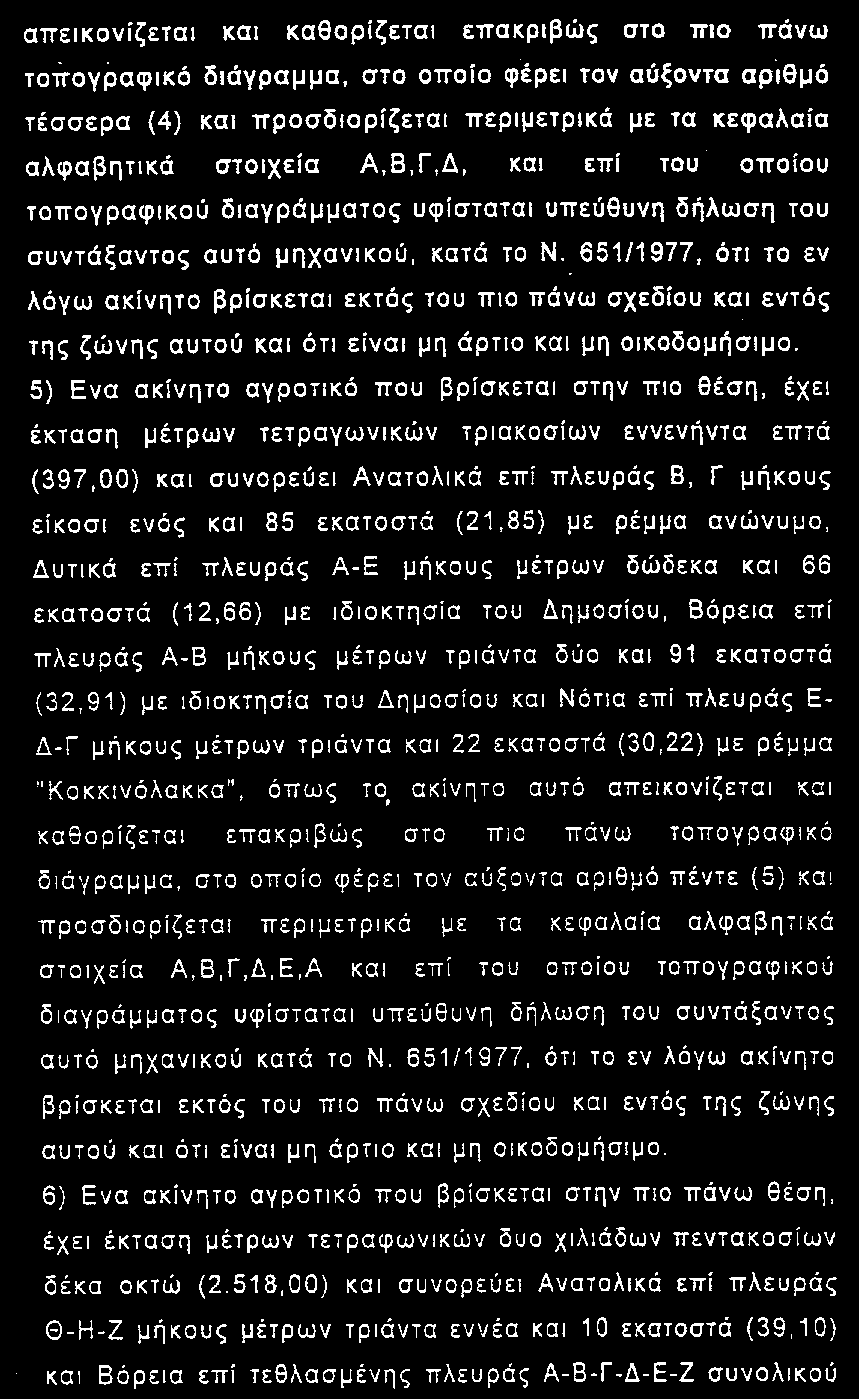 απεικονίζεται και καθορίζεται επακριβώς στο πιο πάνω
τοπογραφικό διάγραμμα, στο οποίο φέρει τον αύξοντα αριθμό
τέσσερα (4) και προσδιορίζεται περιμετρικά με τα κεφαλαία
αλφαβητικά στοιχεία Α,Β,Γ,Δ, και επί του οποίου
τοπογραφικού διαγράμματος υφίσταται υπεύθυνη δήλωση του
συντάξαντος αυτό μηχανικού, κατά το Ν. 651/1977, ότι το εν
λόγω ακίνητο βρίσκεται εκτός του πιο πάνω σχεδίου και εντός
της ζώνης αυτού και ότι είναι μη άρτιο και μη οικοδομήσιμο.
5) Ενα ακίνητο αγροτικό που βρίσκεται στην πιο θέση, έχει
έκταση μέτρων τετραγωνικών τριακοσίων εννενήντα επτά
(397,00) και συνορεύει Ανατολικά επί πλευράς Β, Γ μήκους
είκοσι ενός και 85 εκατοστά (21,85) με ρέμμα ανώνυμο,
Δυτικά επί πλευράς Α-Ε μήκους μέτρων δώδεκα και 66
εκατοστά (12,66) με ιδιοκτησία του Δημοσίου, Βόρεια επί
πλευράς Α-Β μήκους μέτρων τριάντα δύο και 91 εκατοστά
(32,91) με ιδιοκτησία του Δημοσίου και Νότια επί πλευράς Ε-
Δ-Γ μήκους μέτρων τριάντα και 22 εκατοστά (30,22) με ρέμμα
"Κοκκινόλακκα", όπως το ακίνητο αυτό απεικονίζεται και
καθορίζεται επακριβώς στο πιο πάνω τοπογραφικό
διάγραμμα, στο οποίο φέρει τον αύξοντα αριθμό πέντε (5) και
προσδιορίζεται περιμετρικά με τα κεφαλαία αλφαβητικά
στοιχεία Α,Β,Γ,Δ,Ε,Α και επί του οποίου τοπογραφικού
διαγράμματος υφίσταται υπεύθυνη δήλωση του συντάξαντος
αυτό μηχανικού κατά το Ν. 651/1977, ότι το εν λόγω ακίνητο
βρίσκεται εκτός του πιο πάνω σχεδίου και εντός της ζώνης
αυτού και ότι είναι μη άρτιο και μη οικοδομήσιμο.
6) Ενα ακίνητο αγροτικό που βρίσκεται στην πιο πάνω θέση,
έχει έκταση μέτρων τετραφωνικών δυο χιλιάδων πεντακοσίων
δέκα οκτώ (2.518,00) και συνορεύει Ανατολικά επί πλευράς
Θ-Η-Ζ μήκους μέτρων τριάντα εννέα και 10 εκατοστά (39,10)
και Βόρεια επί τεθλασμένης πλευράς Α-Β-Γ-Δ-Ε-Ζ συνολικού